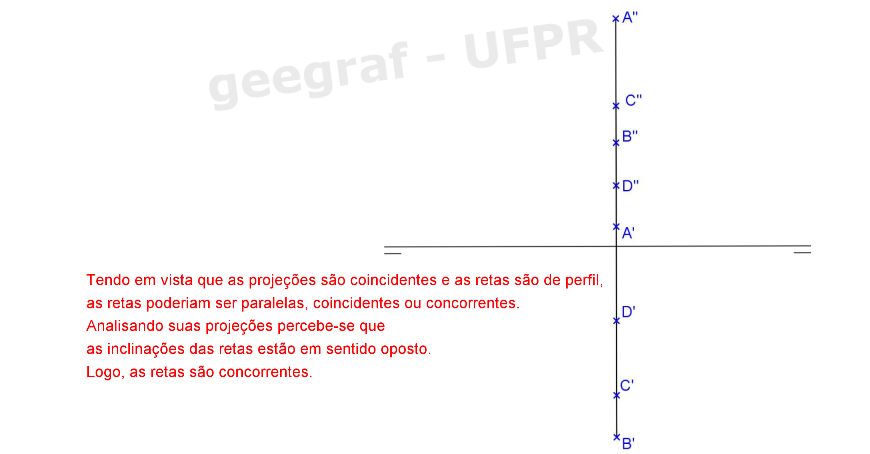 geegraf - UFPR
A"
C"
B"
D"
A'
Tendo em vista que as projeções são coincidentes e as retas são de perfil,
as retas poderiam ser paralelas, coincidentes ou concorrentes.
D'
Analisando suas projeções percebe-se que
as inclinações das retas estão em sentido oposto.
Logo, as retas são concorrentes.
C'
B'